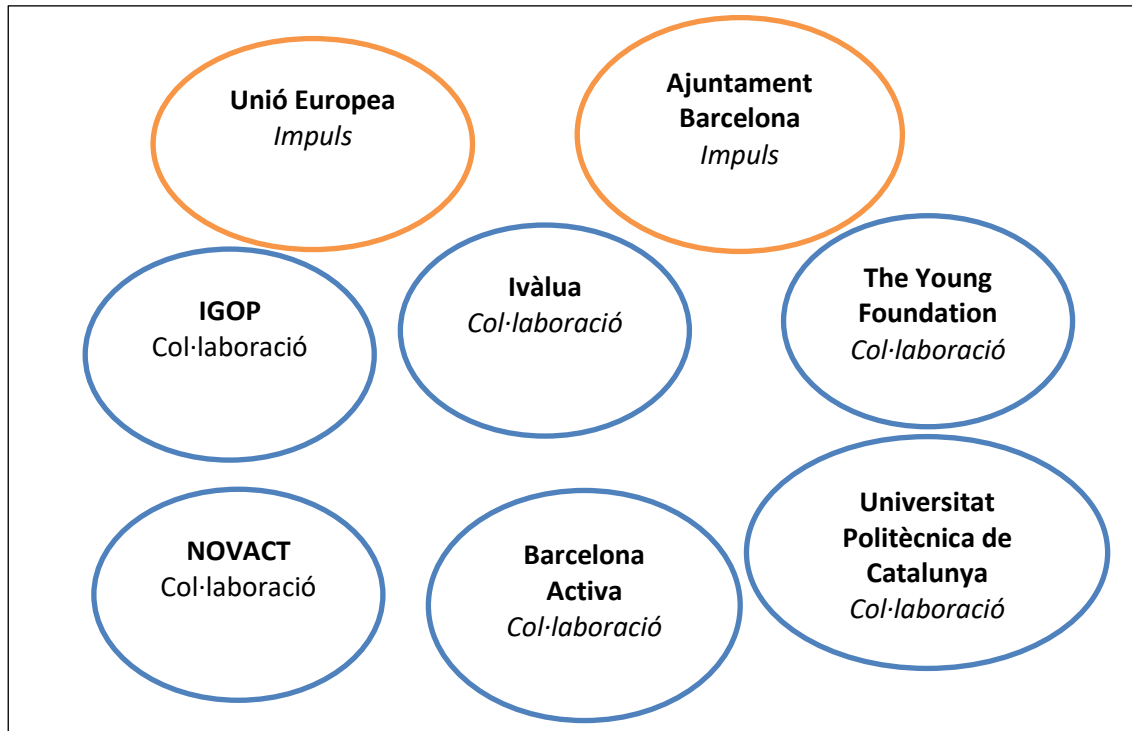 Unió Europea
Impuls
Ajuntament
Barcelona
Impuls
IGOP
Col·laboració
Ivàlua
Col·laboració
The Young
Foundation
Col·laboració
NOVACT
Col·laboració
Barcelona
Activa
Col·laboració
Universitat
Politècnica de
Catalunya
Col·laboració